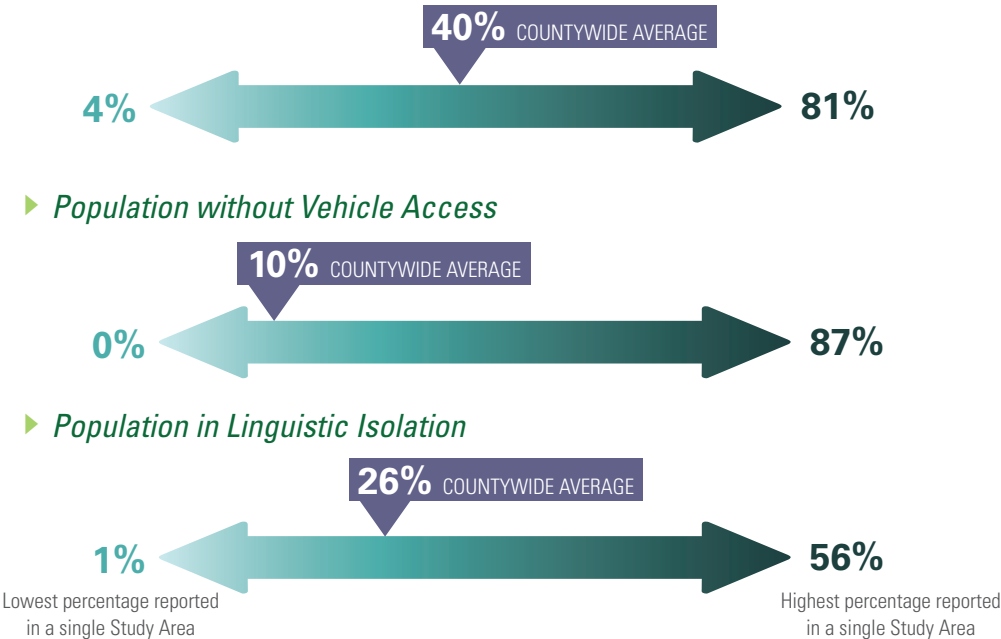 40% COUNTYWIDE AVERAGE
4%
81%
Population without Vehicle Access
10% COUNTYWIDE AVERAGE
0%
87%
Population in Linguistic Isolation
26% COUNTYWIDE AVERAGE
1%
56%
Lowest percentage reported
in a single Study Area
Highest percentage reported
in a single Study Area